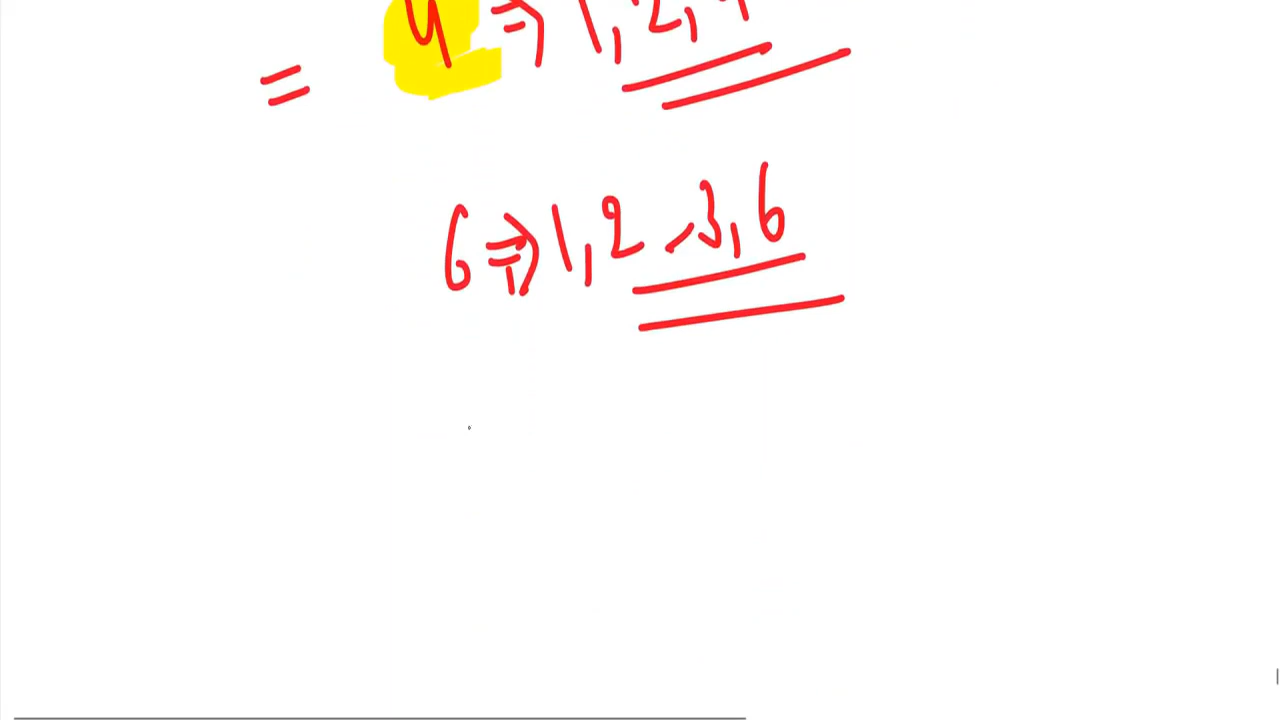 = 4 ⇒ 1, 2, 4
6 ⇒ 1, 2, 3, 6